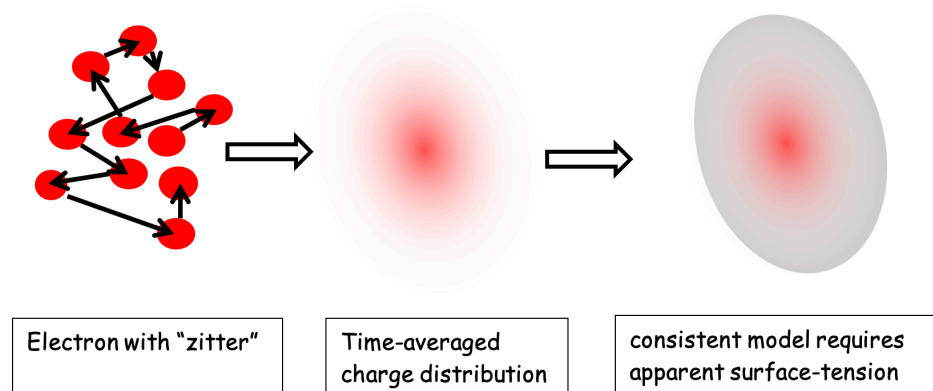 Electron with “zitter”
Time-averaged
charge distribution
consistent model requires
apparent surface-tension